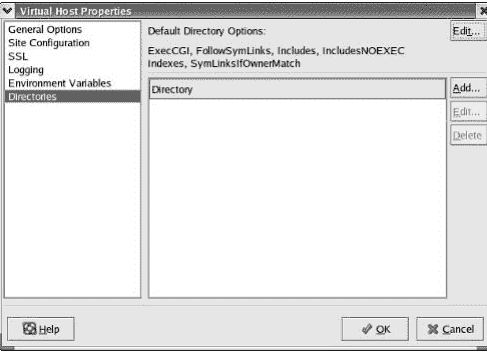 Virtual Host Properties
General Options
Site Configuration
SSL
Logging
Environment Variables
Directories
Default Directory Options:
Edit...
ExecCGI, FollowSymLinks, Includes, IncludesNOEXEC
Indexes, SymLinksIfOwnerMatch
Directory
Add...
Edit...
Delete
Help
OK
Cancel